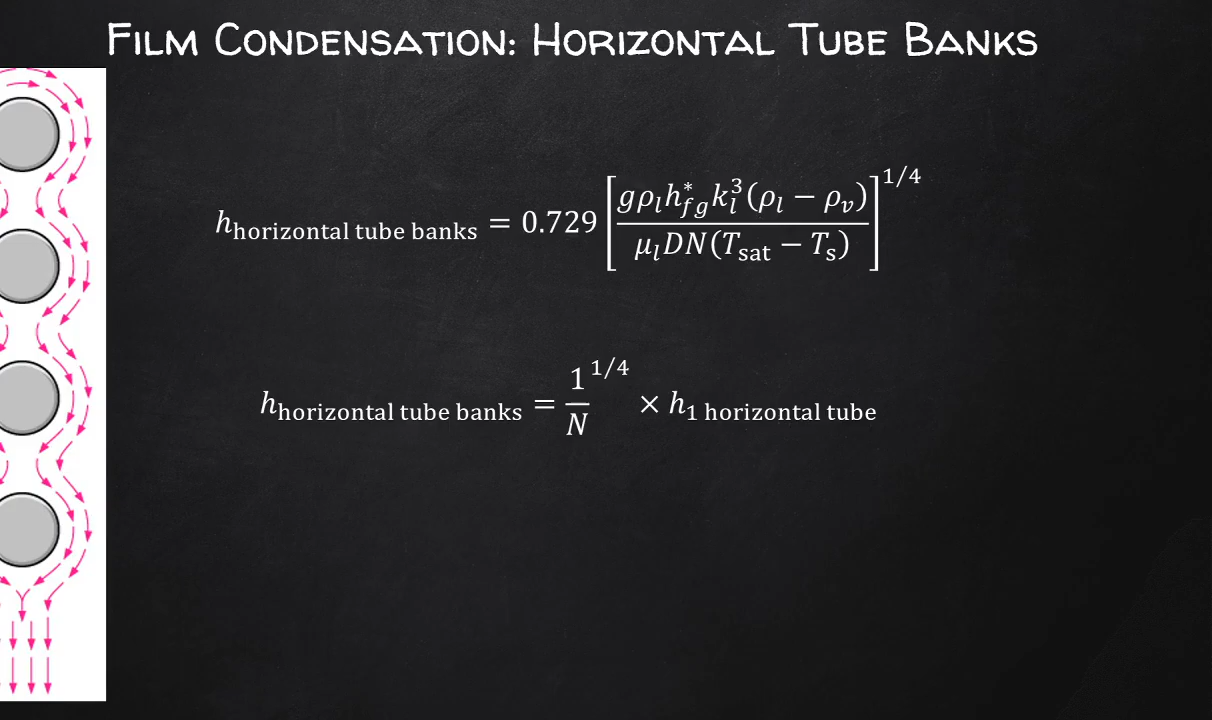 FILM CONDENSATION: HORIZONTAL TUBE BANKS
h_horizontal tube banks = 0.729 [gρ_l h*_fg k_l^3 (ρ_l − ρ_v) / μ_l DN(T_sat − T_s)]^1/4
h_horizontal tube banks = 1/N^1/4 × h_1 horizontal tube